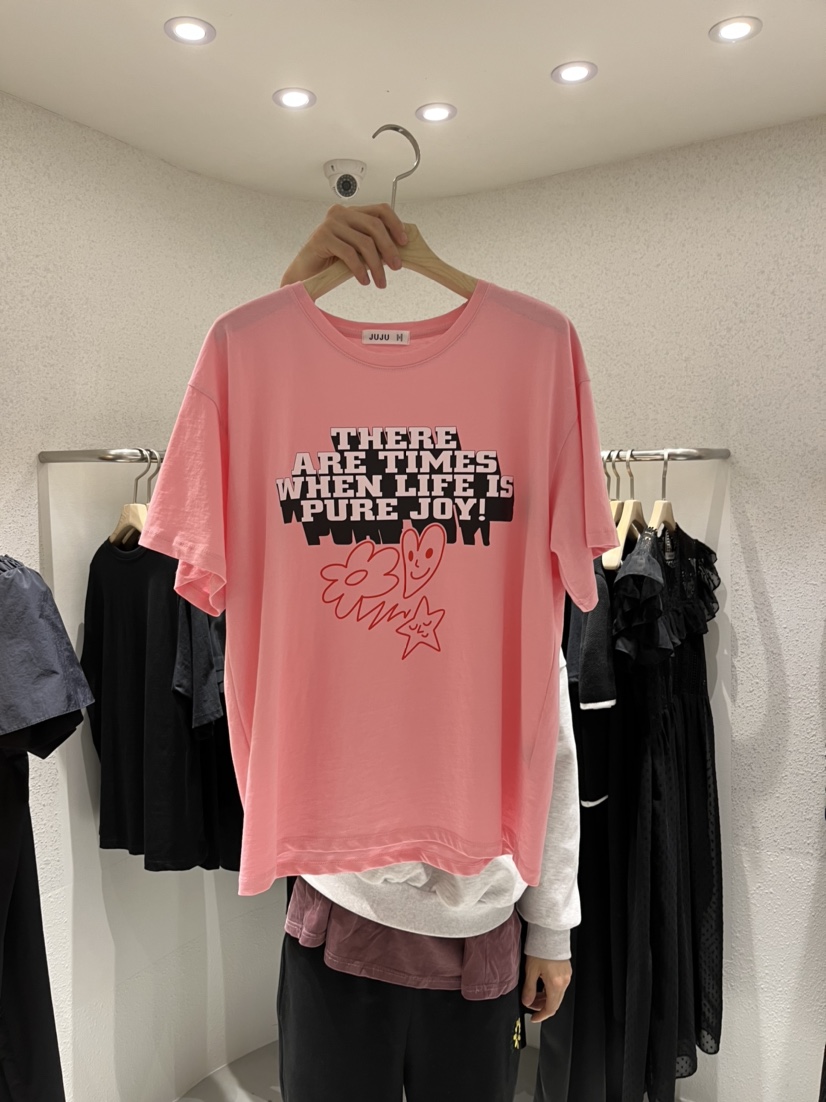 JUJU
THERE
ARE TIMES
WHEN LIFE IS
PURE JOY!